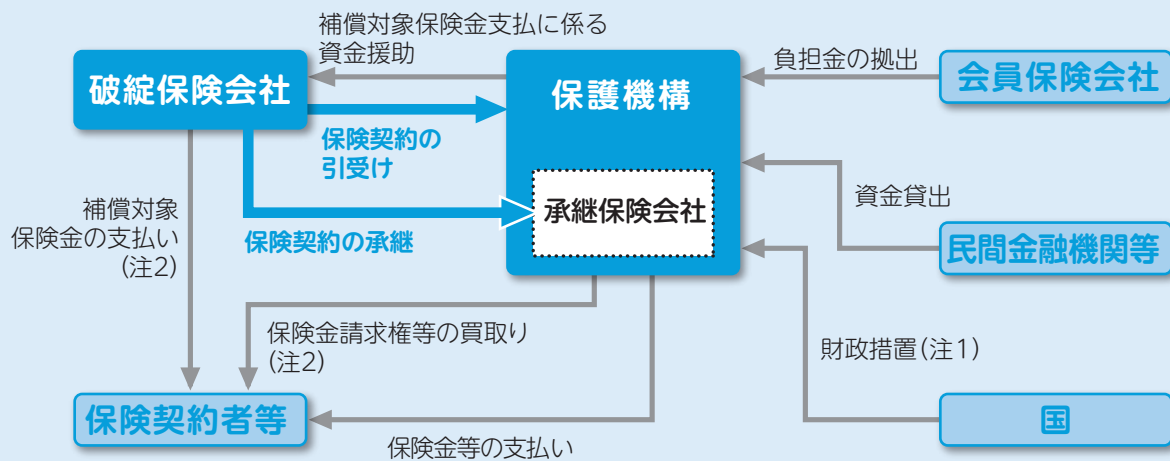 補償対象保険金支払に係る
資金援助
負担金の拠出
破綻保険会社
保護機構
会員保険会社
保険契約の
引受け
補償対象
保険金の支払い
(注2)
保険契約の承継
承継保険会社
資金貸出
民間金融機関等
保険金請求権等の買取り
(注2)
財政措置(注1)
保険契約者等
国
保険金等の支払い